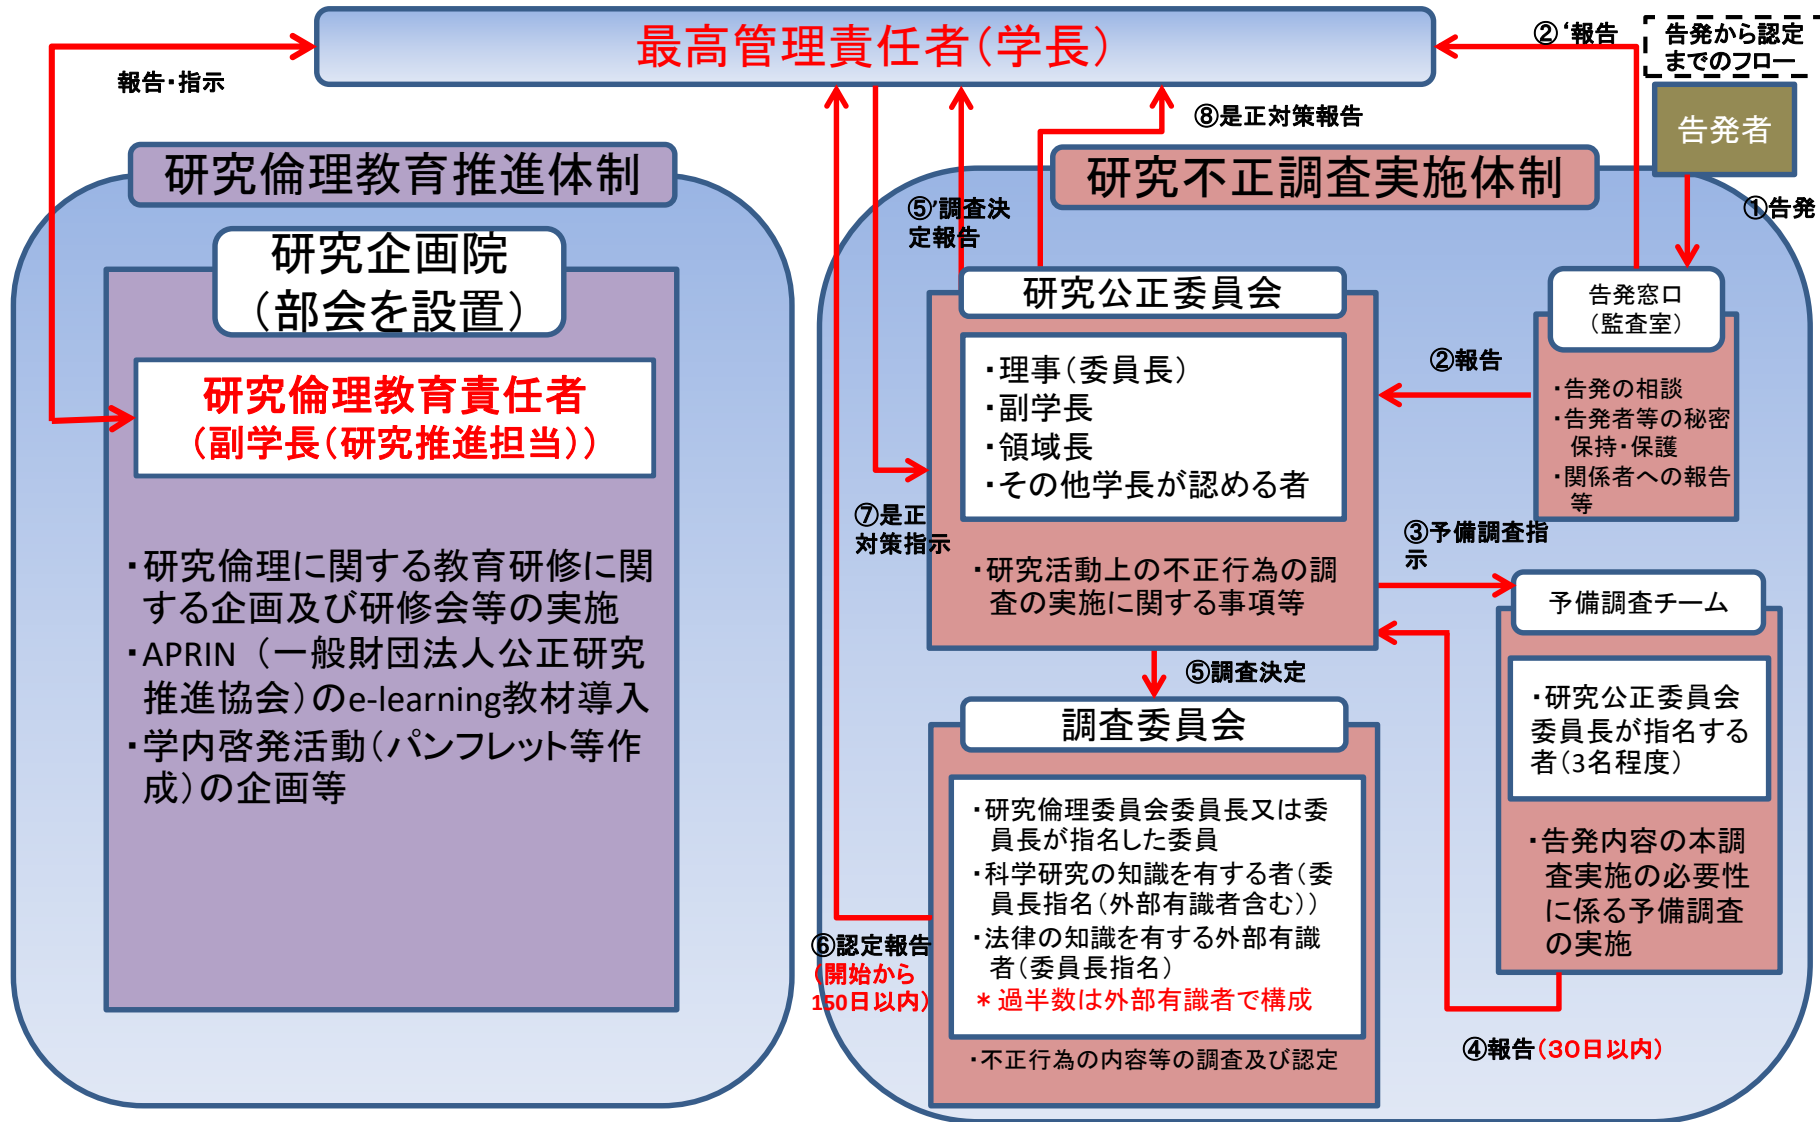 最高管理責任者(学長)
②‘報告
告発から認定
までのフロー
報告・指示
告発者
⑧是正対策報告
研究倫理教育推進体制
研究不正調査実施体制
①告発
⑤’調査決
定報告
研究企画院
(部会を設置)
研究倫理教育責任者
(副学長(研究推進担当))
・研究倫理に関する教育研修に関
する企画及び研修会等の実施
・APRIN (一般財団法人公正研究
推進協会)のe-learning教材導入
・学内啓発活動(パンフレット等作
成)の企画等
研究公正委員会
・理事(委員長)
・副学長
・領域長
・その他学長が認める者
・研究活動上の不正行為の調
査の実施に関する事項等
⑦是正
対策指示
告発窓口
(監査室)
・告発の相談
・告発者等の秘密
保持・保護
・関係者への報告
等
②報告
③予備調査指
示
予備調査チーム
・研究公正委員会
委員長が指名する
者(3名程度)
・告発内容の本調
査実施の必要性
に係る予備調査
の実施
⑤調査決定
調査委員会
・研究倫理委員会委員長又は委
員長が指名した委員
・科学研究の知識を有する者(委
員長指名(外部有識者含む))
・法律の知識を有する外部有識
者(委員長指名)
*過半数は外部有識者で構成
・不正行為の内容等の調査及び認定
⑥認定報告
(開始から
150日以内)
④報告(30日以内)